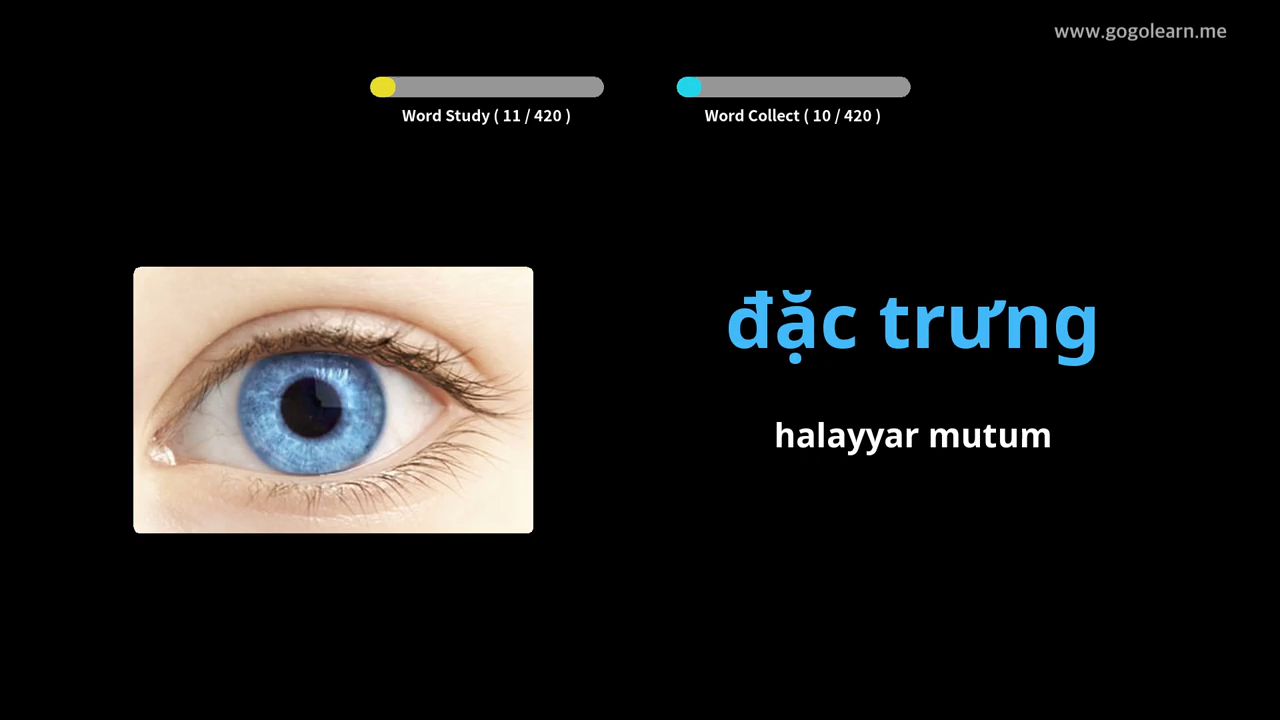 www.gogolearn.me
Word Study ( 11 / 420 )
Word Collect ( 10 / 420 )
đặc trưng
halayyar mutum